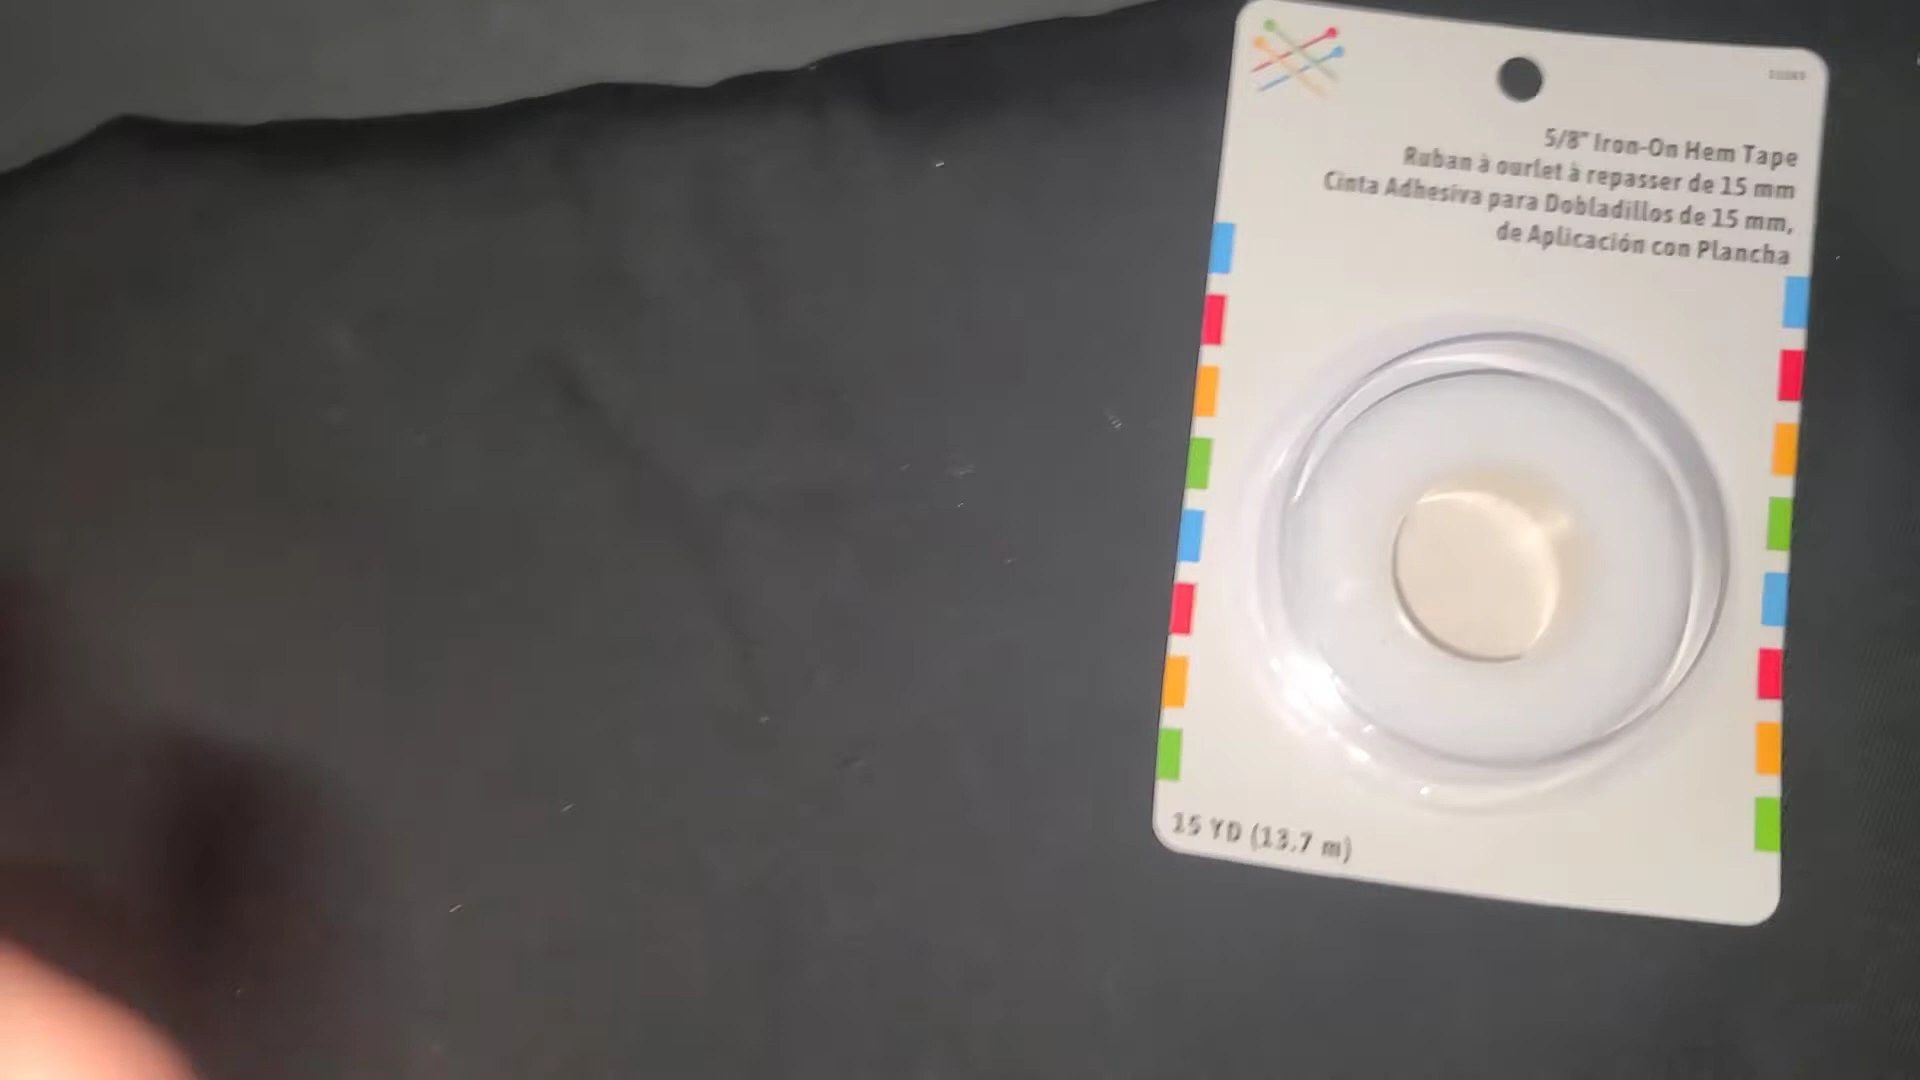 5/8" Iron-On Hem Tape
Ruban à ourlet à repasser de 15 mm
Cinta Adhesiva para Dobladillos de 15 mm,
de Aplicación con Plancha
15 YD (13.7 m)